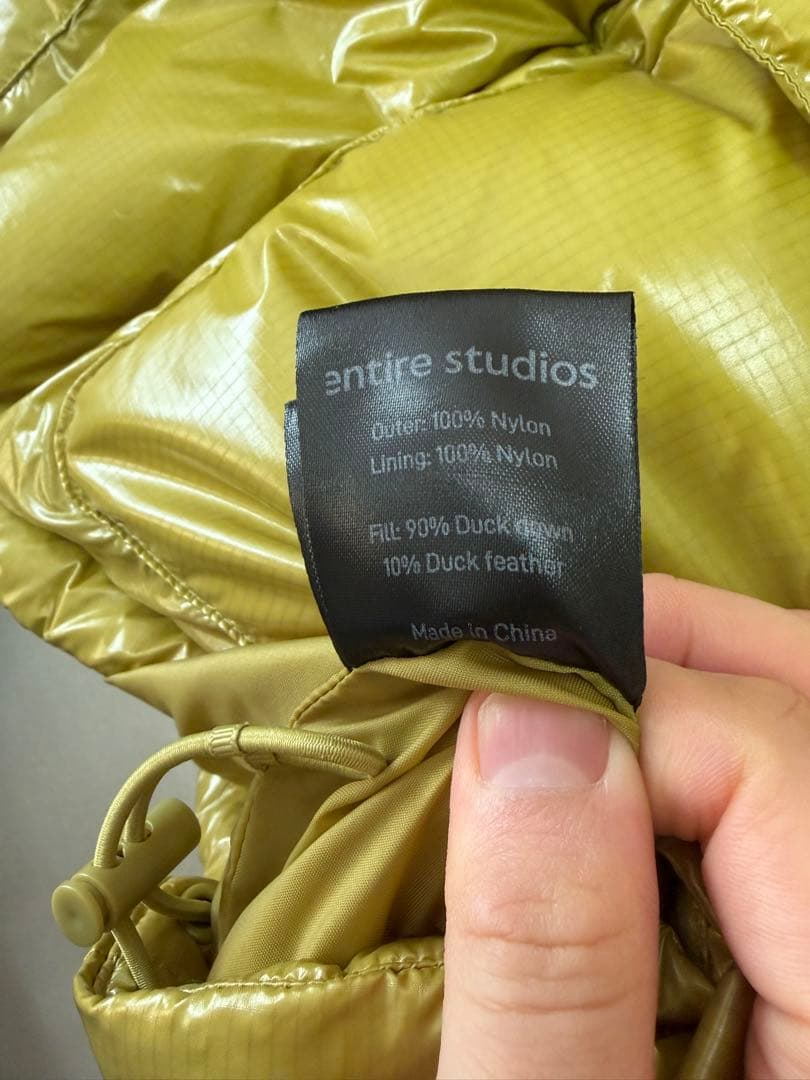 entire studios
Outer: 100% Nylon
Lining: 100% Nylon
Fill: 90% Duck down
10% Duck feather
Made in China